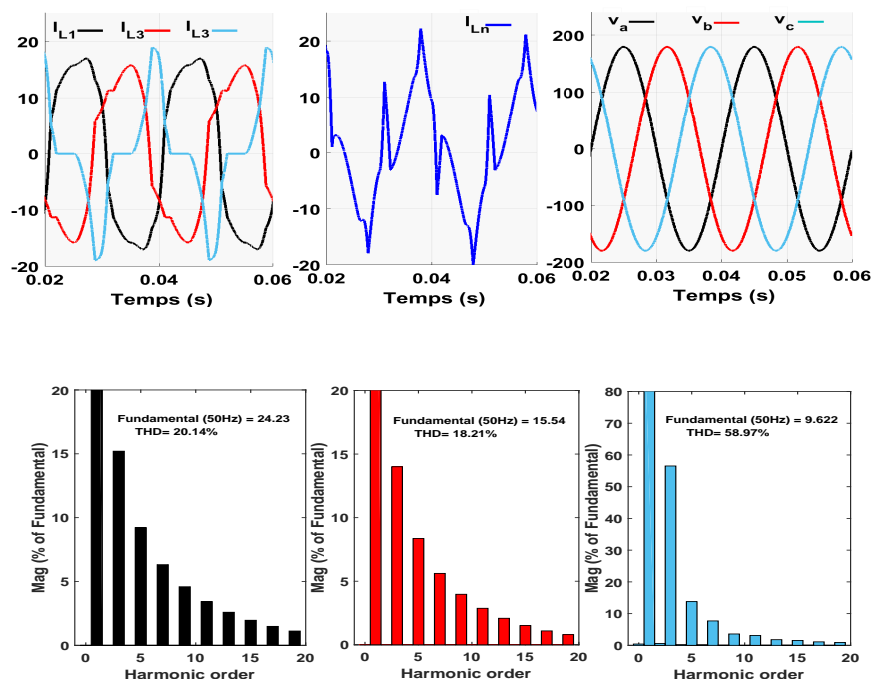 I_L1 I_L3 I_L3
20
10
0
-10
-20
0.02 0.04 0.06
Temps (s)
I_Ln
20
10
0
-10
-20
0.02 0.04 0.06
Temps (s)
v_a v_b v_c
200
100
0
-100
-200
0.02 0.03 0.04 0.05 0.06
Temps (s)
Mag (% of Fundamental)
20
15
10
5
0
Fundamental (50Hz) = 24.23
THD= 20.14%
0 5 10 15 20
Harmonic order
Mag (% of Fundamental)
20
15
10
5
0
Fundamental (50Hz) = 15.54
THD= 18.21%
0 5 10 15 20
Harmonic order
Mag (% of Fundamental)
80
70
60
50
40
30
20
10
0
Fundamental (50Hz) = 9.622
THD= 58.97%
0 5 10 15 20
Harmonic order